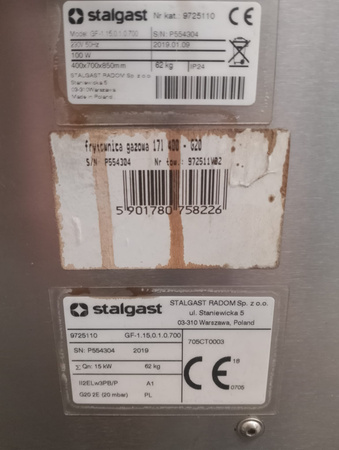 stalgast
Nr kat.: 9725110
Model: GF-1.15,0.1.0.700
S/N: P554304
230V 50Hz
2019.01.09
100 W
400x700x850mm
62 kg
IP24
STALGAST RADOM Sp. z o.o.
ul. Staniewicka 5
03-310 Warszawa
Made in Poland
Frytownica gazowa 17l 400 - G20
S/N: P554304
Nr tow.: 972511W02
5 901780 758226
stalgast
STALGAST RADOM Sp. z o.o.
ul. Staniewicka 5
03-310 Warszawa, Poland
9725110
GF-1.15,0.1.0.700
705CT0003
S/N: P554304
2019
18
∑ Qn: 15 kW
62 kg
CE
0705
II2ELw3PB/P
A1
G20 2E (20 mbar)
PL